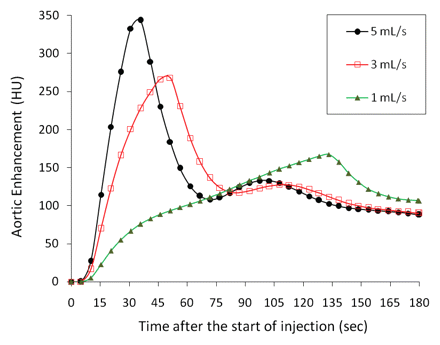 350
300
250
200
150
100
50
0
Aortic Enhancement (HU)
5 mL/s
3 mL/s
1 mL/s
0 15 30 45 60 75 90 105 120 135 150 165 180
Time after the start of injection (sec)